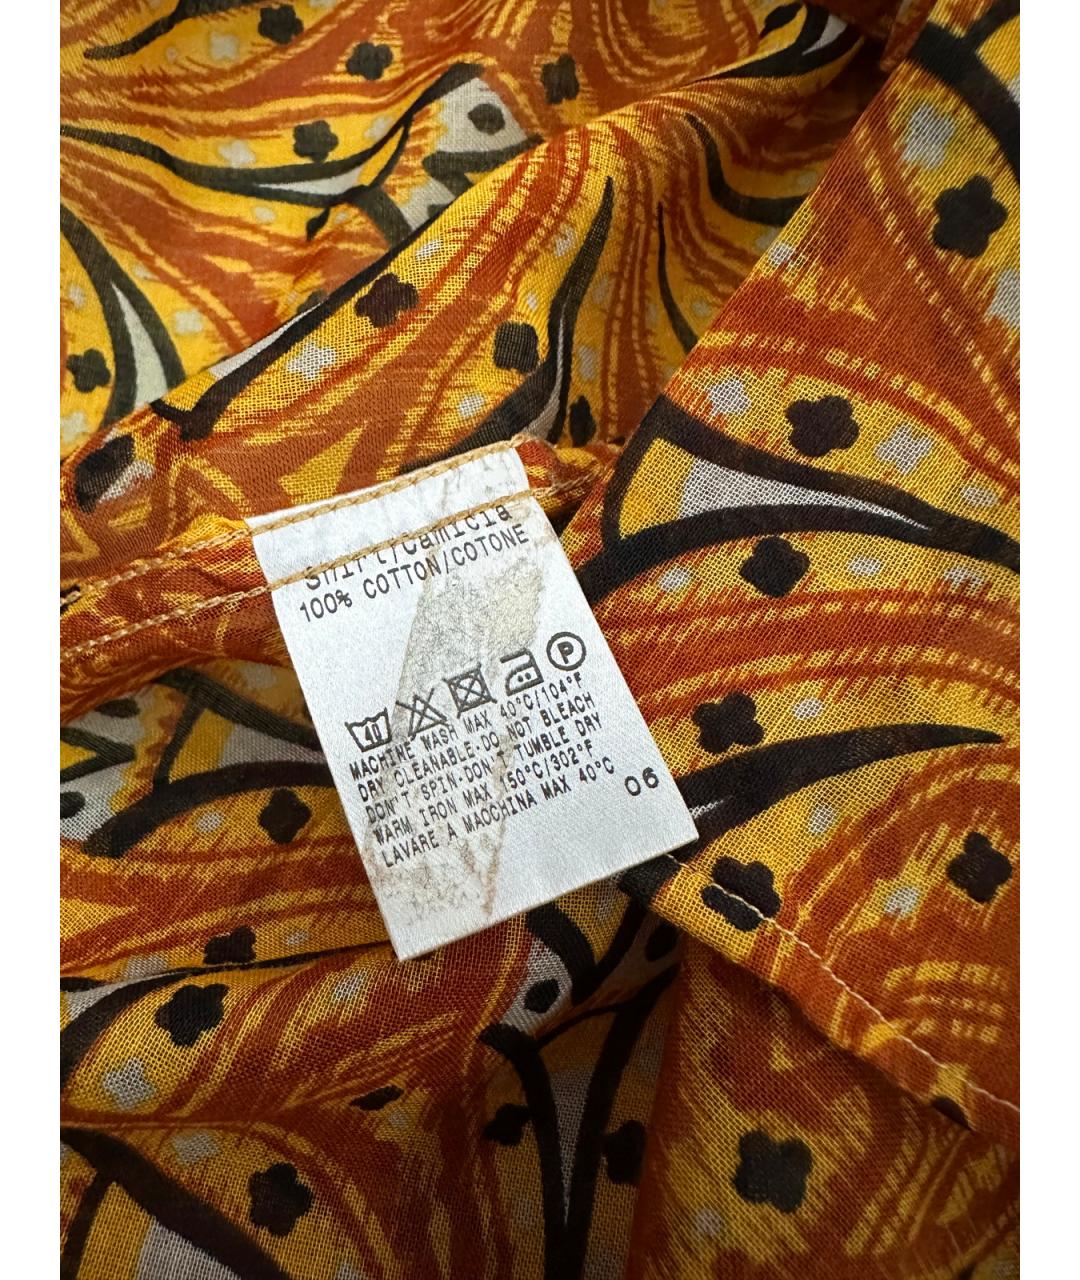 Shirt/Camicia
100% COTTON/COTONE
40 P
MACHINE WASH MAX 40°C/104°F
DRY CLEANABLE-DO NOT BLEACH
DON'T SPIN-DON'T TUMBLE DRY
WARM IRON MAX 150°C/302°F
LAVARE A MACCHINA MAX 40°C
06